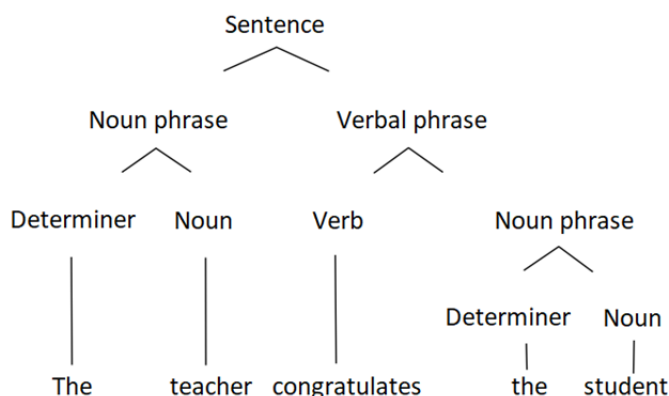 Sentence
Noun phrase Verbal phrase
Determiner Noun Verb Noun phrase
Determiner Noun
The teacher congratulates the student